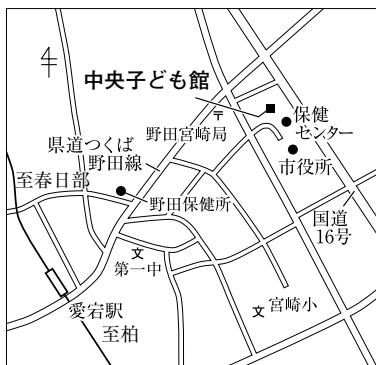 中央子ども館
保健
センター
野田宮崎局
県道つくば
野田線
市役所
至春日部
野田保健所
国道
16号
第一中
宮崎小
愛宕駅
至柏